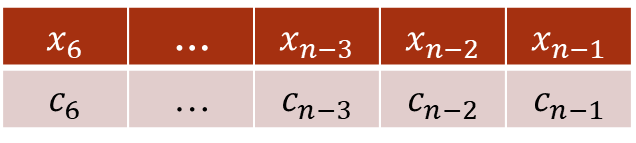 x₆ … xₙ₋₃ xₙ₋₂ xₙ₋₁
c₆ … cₙ₋₃ cₙ₋₂ cₙ₋₁